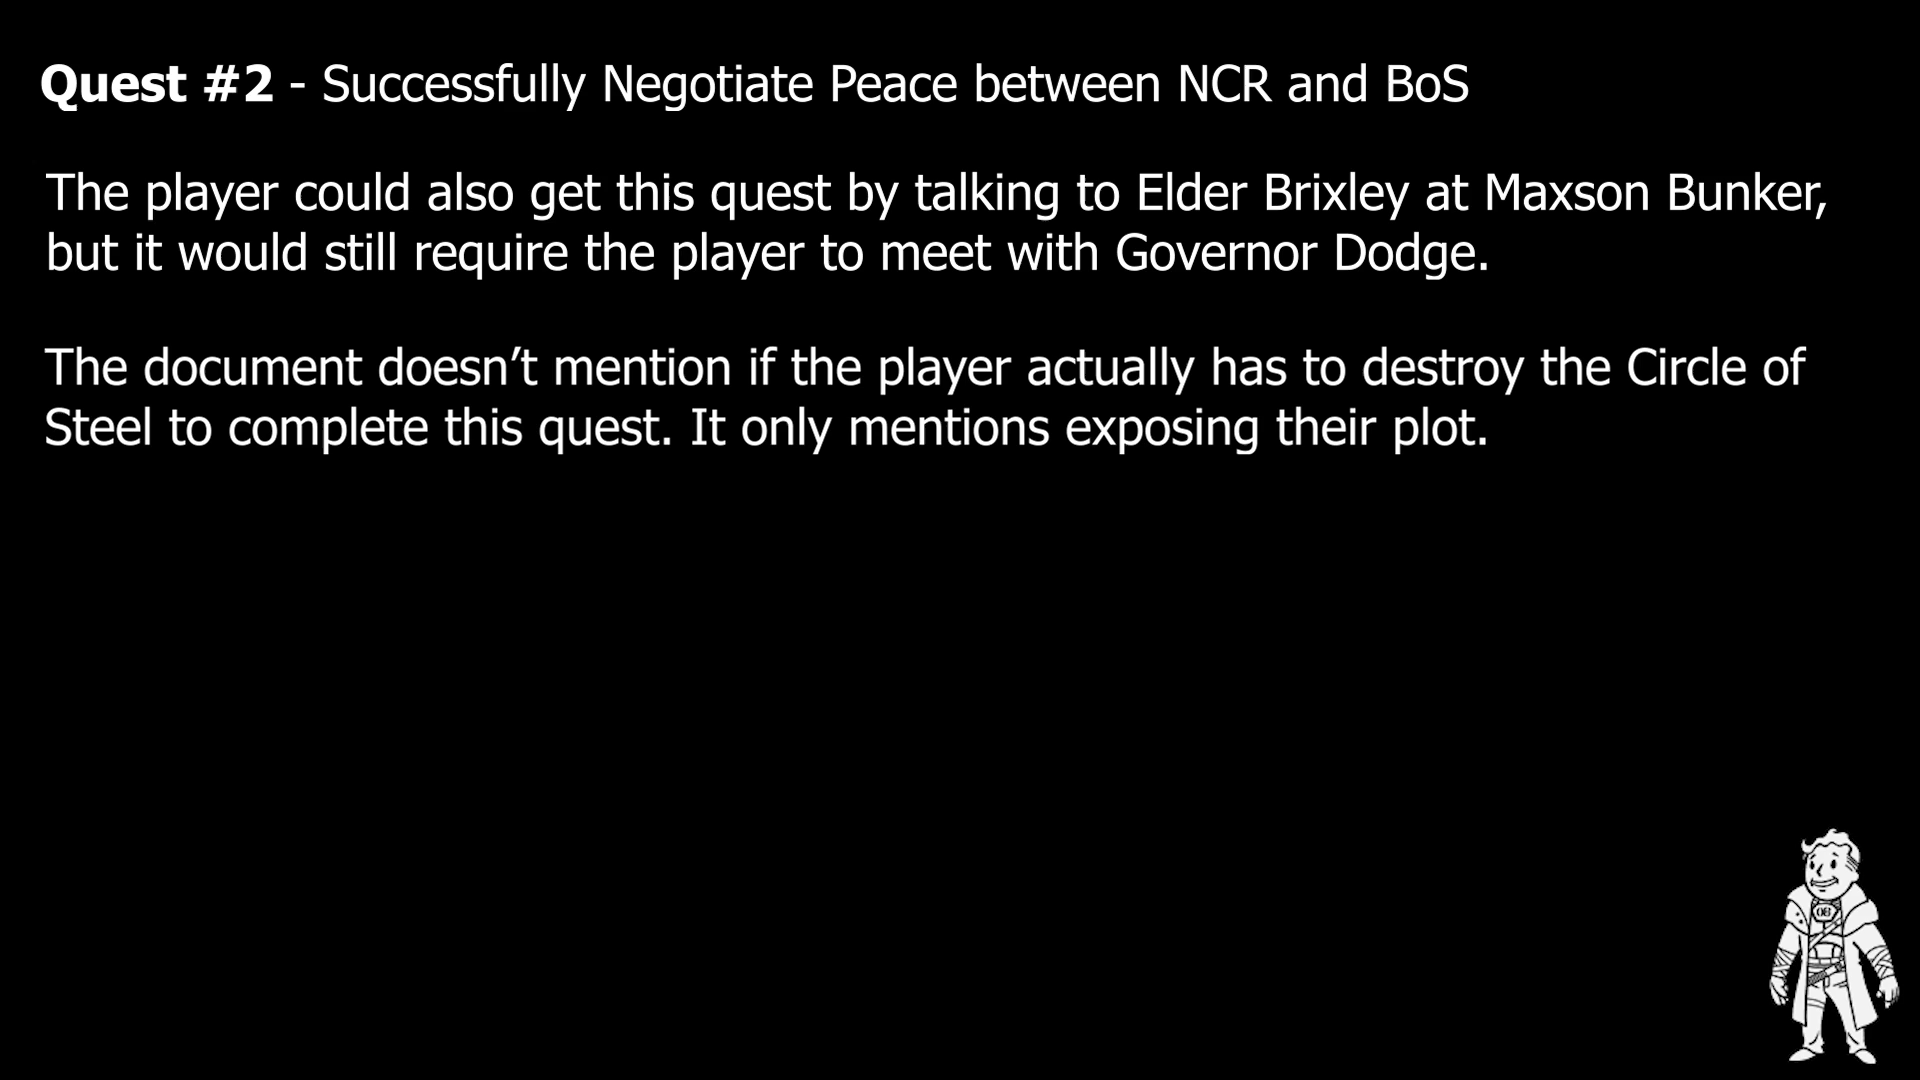 Quest #2 - Successfully Negotiate Peace between NCR and BoS
The player could also get this quest by talking to Elder Brixley at Maxson Bunker,
but it would still require the player to meet with Governor Dodge.
The document doesn’t mention if the player actually has to destroy the Circle of
Steel to complete this quest. It only mentions exposing their plot.